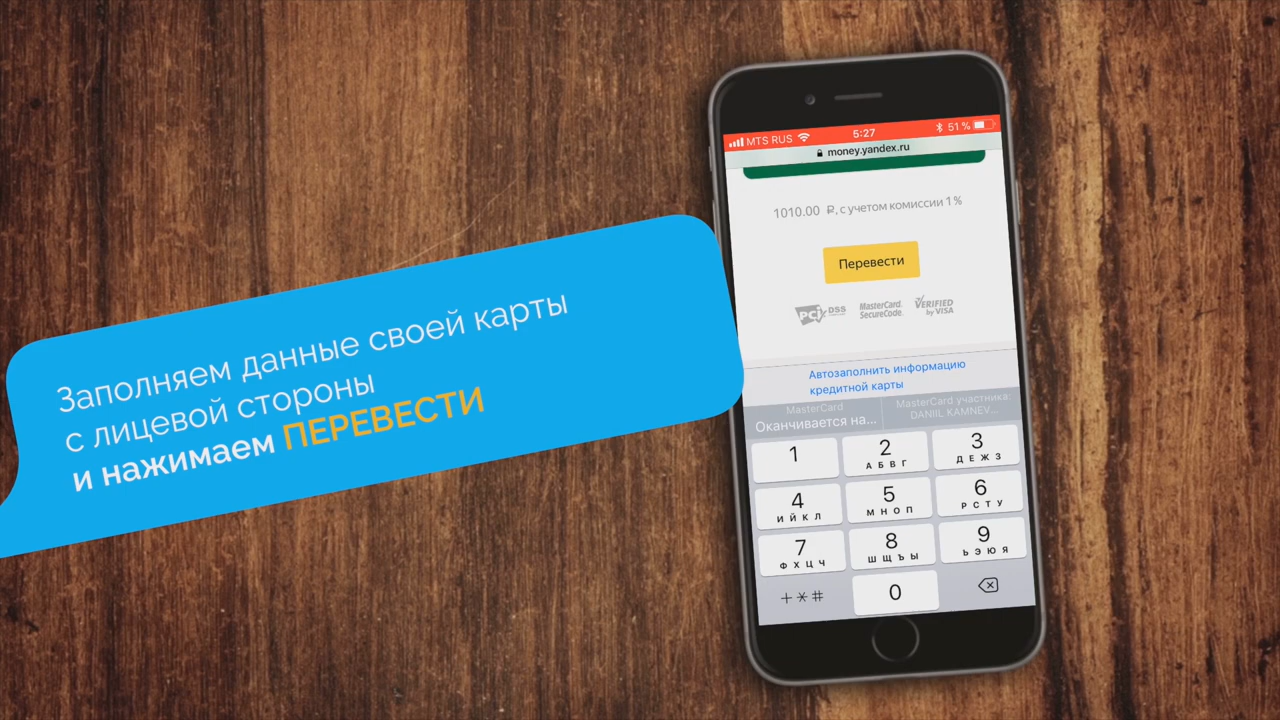 Заполняем данные своей карты
с лицевой стороны
и нажимаем ПЕРЕВЕСТИ
MTS RUS 5:27 51 %
money.yandex.ru
1010.00 ₽, с учетом комиссии 1 %
Перевести
PCI DSS MasterCard. SecureCode. VERIFIED by VISA
Автозаполнить информацию
кредитной карты
MasterCard
Оканчивается на...
MasterCard участника:
DANIIL KAMNEV...
1 2 3
А Б В Г Д Е Ж З
4 5 6
И Й К Л М Н О П Р С Т У
7 8 9
Ф Х Ц Ч Ш Щ Ъ Ы Ь Э Ю Я
+ * # 0